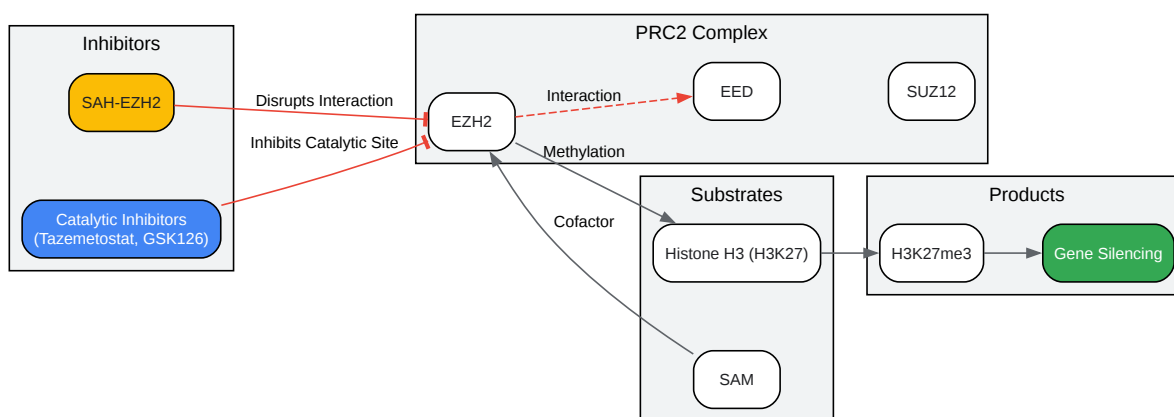 Inhibitors
SAH-EZH2
Catalytic Inhibitors
(Tazemetostat, GSK126)
Disrupts Interaction
Inhibits Catalytic Site
PRC2 Complex
EZH2
Interaction
EED
SUZ12
Methylation
Cofactor
Substrates
Histone H3 (H3K27)
SAM
Products
H3K27me3
Gene Silencing